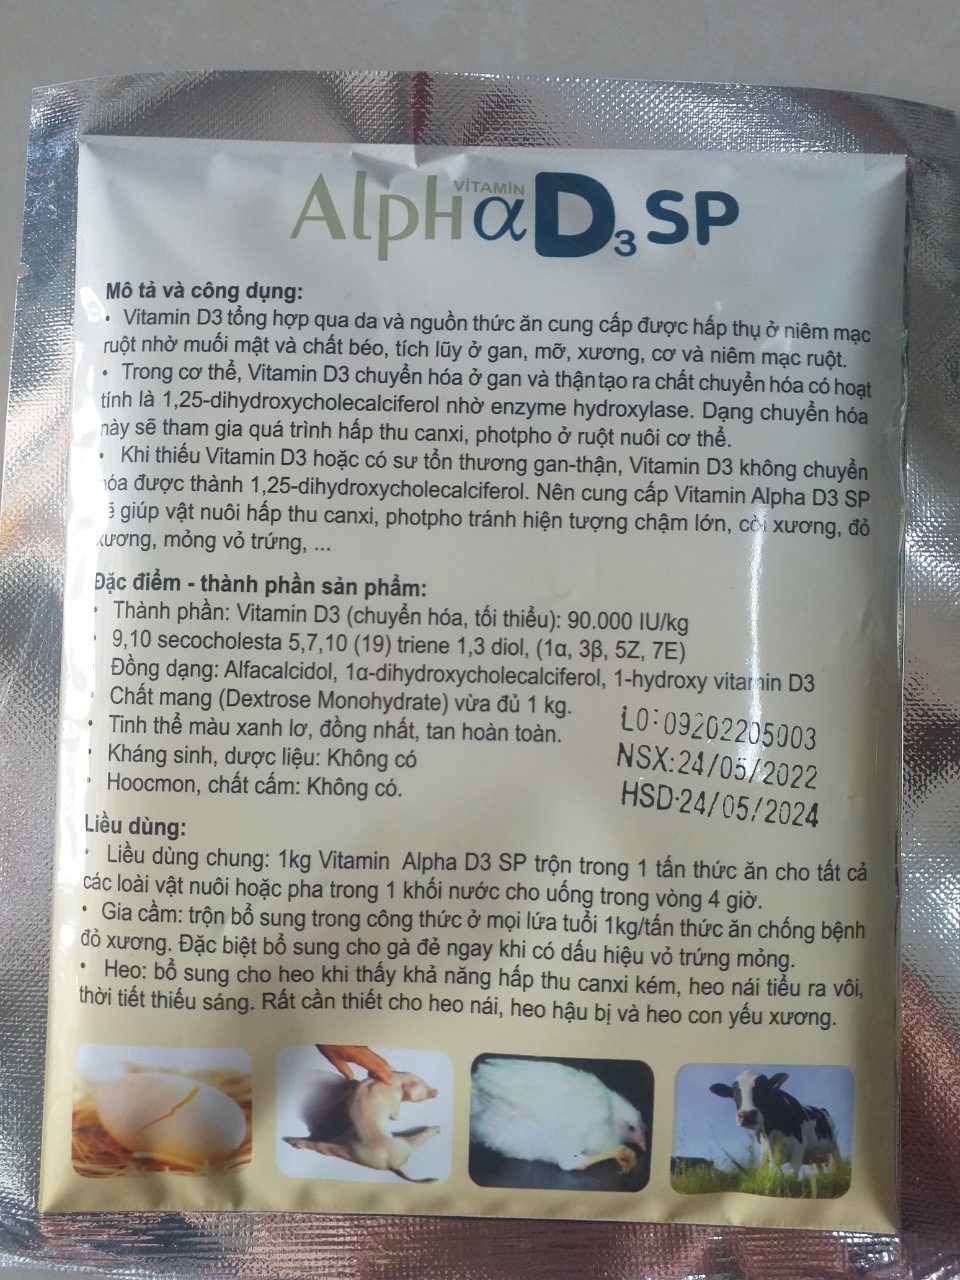 AlpHα VITAMIN D3 SP
Mô tả và công dụng:
• Vitamin D3 tổng hợp qua da và nguồn thức ăn cung cấp được hấp thụ ở niêm mạc
ruột nhờ muối mật và chất béo, tích lũy ở gan, mỡ, xương, cơ và niêm mạc ruột.
• Trong cơ thể, Vitamin D3 chuyển hóa ở gan và thận tạo ra chất chuyển hóa có hoạt
tính là 1,25-dihydroxycholecalciferol nhờ enzyme hydroxylase. Dạng chuyển hóa
này sẽ tham gia quá trình hấp thu canxi, photpho ở ruột nuôi cơ thể.
• Khi thiếu Vitamin D3 hoặc có sư tổn thương gan-thận, Vitamin D3 không chuyển
hóa được thành 1,25-dihydroxycholecalciferol. Nên cung cấp Vitamin Alpha D3 SP
sẽ giúp vật nuôi hấp thu canxi, photpho tránh hiện tượng chậm lớn, còi xương, đỏ
xương, mỏng vỏ trứng, ...
Đặc điểm - thành phần sản phẩm:
• Thành phần: Vitamin D3 (chuyển hóa, tối thiểu): 90.000 IU/kg
• 9,10 secocholesta 5,7,10 (19) triene 1,3 diol, (1α, 3β, 5Z, 7E)
Đồng dạng: Alfacalcidol, 1α-dihydroxycholecalciferol, 1-hydroxy vitamin D3
• Chất mang (Dextrose Monohydrate) vừa đủ 1 kg.
• Tinh thể màu xanh lơ, đồng nhất, tan hoàn toàn.
• Kháng sinh, dược liệu: Không có
• Hoocmon, chất cấm: Không có.
LO:09202205003
NSX:24/05/2022
HSD:24/05/2024
Liều dùng:
• Liều dùng chung: 1kg Vitamin Alpha D3 SP trộn trong 1 tấn thức ăn cho tất cả
các loài vật nuôi hoặc pha trong 1 khối nước cho uống trong vòng 4 giờ.
• Gia cầm: trộn bổ sung trong công thức ở mọi lứa tuổi 1kg/tấn thức ăn chống bệnh
đỏ xương. Đặc biệt bổ sung cho gà đẻ ngay khi có dấu hiệu vỏ trứng mỏng.
• Heo: bổ sung cho heo khi thấy khả năng hấp thu canxi kém, heo nái tiểu ra vôi,
thời tiết thiếu sáng. Rất cần thiết cho heo nái, heo hậu bị và heo con yếu xương.